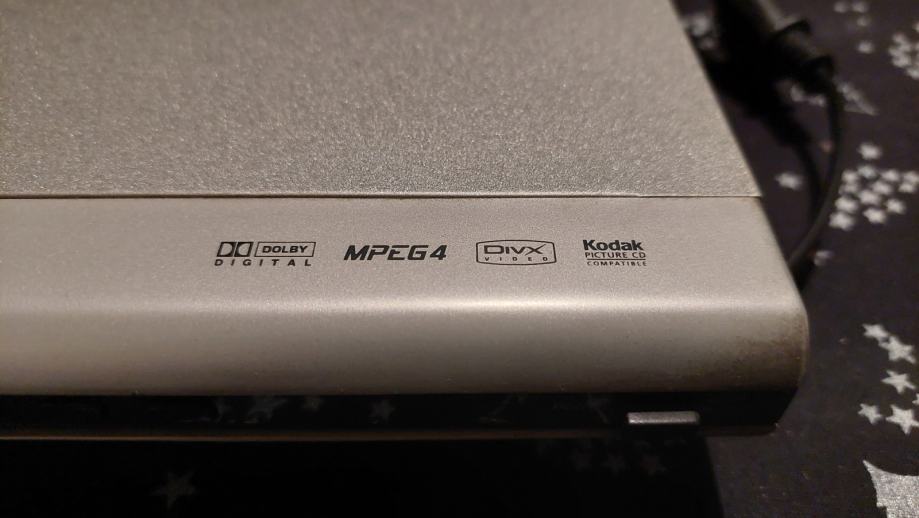 DOLBY
DIGITAL
MPEG4
DIVX
VIDEO
Kodak
PICTURE CD
COMPATIBLE